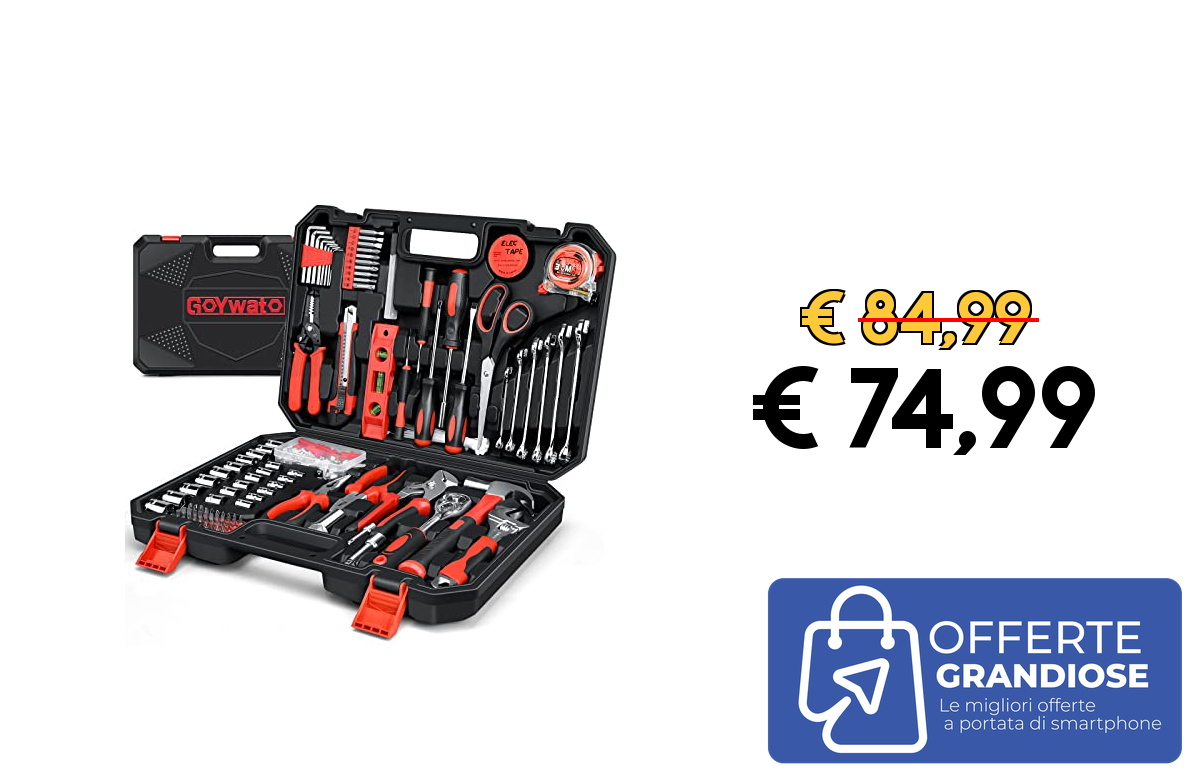 GOYwato
ELEC
TAPE
€ 84,99
€ 74,99
OFFERTE
GRANDIOSE
Le migliori offerte
a portata di smartphone